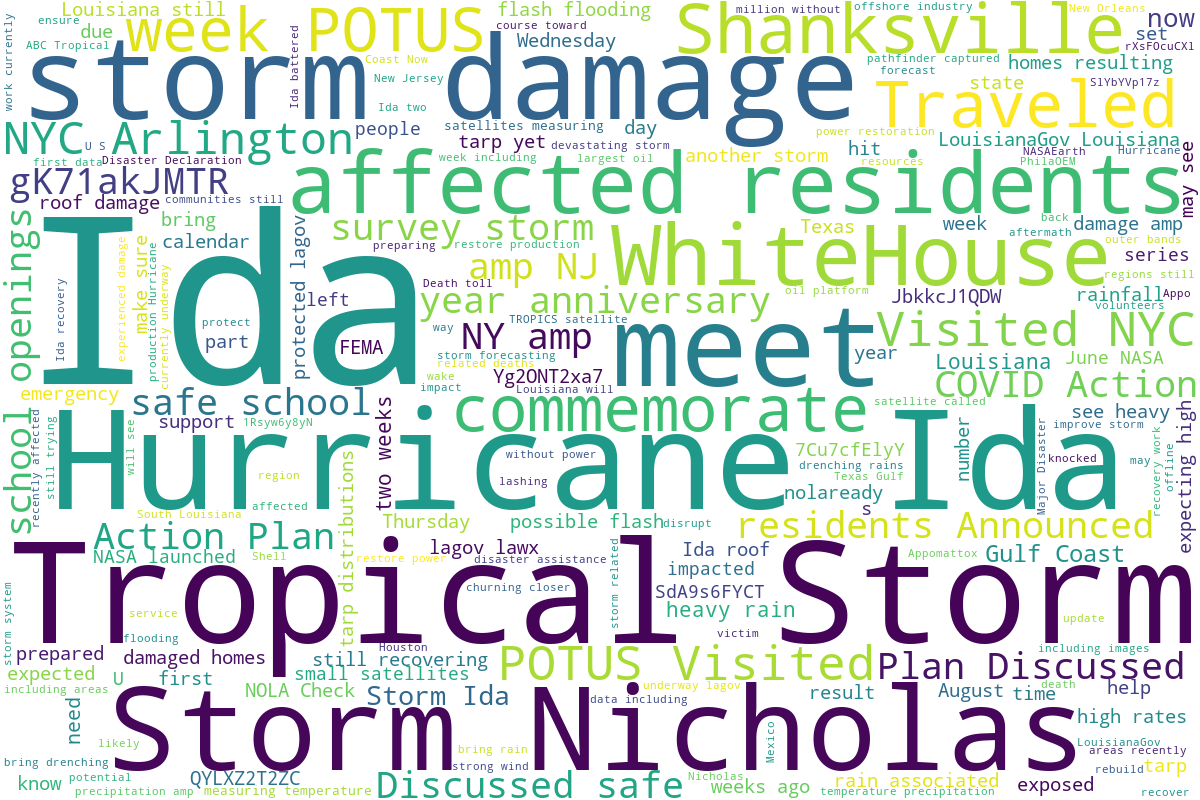 Louisiana still
flash flooding
million without
offshore industry
New Orleans
ensure
due
week POTUS
course toward
Shanksville
now
set
ABC Tropical
Wednesday
rXsFOcuCXl
work currently
storm damage
Ida battered
Coast Now
New Jersey
Ida two
pathfinder captured
forecast
homes resulting
state
SlYbYVp17z
Traveled
NYC Arlington
people
satellites measuring
day
power restoration
U S
tarp yet
devastating storm
hit
LouisianaGov Louisiana
first data
Disaster Declaration
week including
largest oil
another storm
resources
NASAEarth
Hurricane
PhilaOEM
gK71akJMTR
affected residents
may see
roof damage
communities still
openings
bring
calendar
protected lagov
survey storm
Texas
week
back
damage amp
aftermath
preparing
restore production
WhiteHouse
outer bands
series
Ida
make sure
experienced damage
production Hurricane
currently underway
Ida recovery
protect
part
left
amp NJ
Death toll
oil platform
regions still
JbkkcJ1QDW
rainfall
Appo
volunteers
year anniversary
way
TROPICS satellite
meet
Visited NYC
FEMA
NY amp
storm forecasting
related deaths
year
Louisiana
June NASA
wake
impact
Yg2ONT2xa7
Louisiana will
COVID Action
emergency
safe school
commemorate
satellite called
see heavy
school
recently affected
still trying
will see
support
1Rsyw6y8yN
two weeks
improve storm
number
Hurricane Ida
without power
7Cu7cfElyY
drenching rains
Texas Gulf
Major Disaster
knocked
may
recovery work
offline
expecting high
region
lashing
nolaready
affected
s
South Louisiana
tarp distributions
Thursday
possible flash
disrupt
residents Announced
Action Plan
NASA launched
Shell
restore power
lagov lawx
disaster assistance
storm related
Ida roof
impacted
Appomattox
Gulf Coast
Tropical Storm
storm system
churning closer
SdA9s6FYCT
heavy rain
service
update
flooding
victim
prepared
damaged homes
Houston
still recovering
including images
POTUS Visited
Plan Discussed
expected
U
first
small satellites
including areas
NOLA Check
Storm Ida
underway lagov
data including
result
August
time
death
help
need
Storm Nicholas
high rates
likely
bring rain
Mexico
LouisianaGov
areas recently
bring drenching
strong wind
rebuild
tarp
know
potential
QYLXZ2T2ZC
Discussed safe
Nicholas
weeks ago
rain associated
exposed
precipitation amp
measuring temperature
temperature precipitation
recover